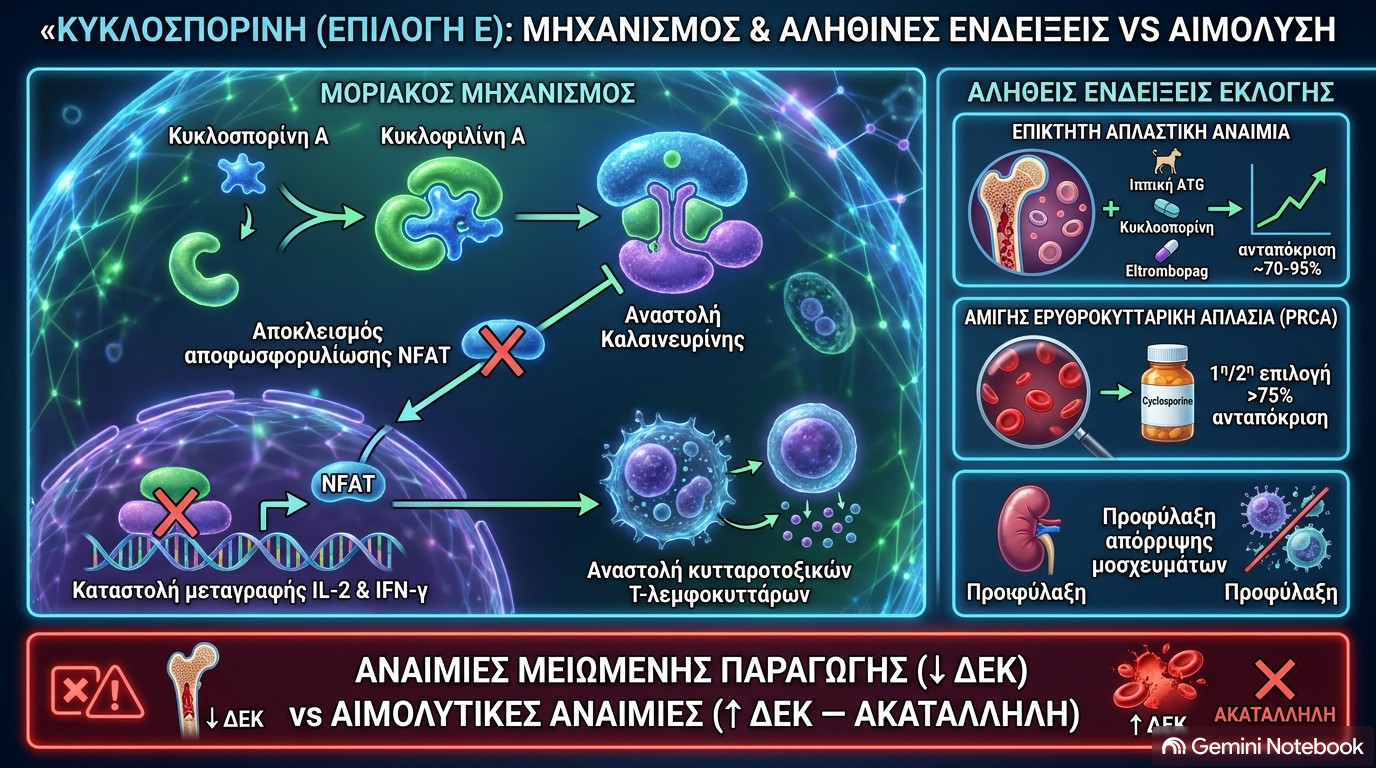 «ΚΥΚΛΟΣΠΟΡΙΝΗ (ΕΠΙΛΟΓΗ Ε): ΜΗΧΑΝΙΣΜΟΣ & ΑΛΗΘΙΝΕΣ ΕΝΔΕΙΞΕΙΣ VS ΑΙΜΟΛΥΣΗ
ΜΟΡΙΑΚΟΣ ΜΗΧΑΝΙΣΜΟΣ
Κυκλοσπορίνη Α
Κυκλοφιλίνη Α
Αναστολή
Καλσινευρίνης
Αποκλεισμός
αποφωσφορυλίωσης NFAT
NFAT
Καταστολή μεταγραφής IL-2 & IFN-γ
Αναστολή κυτταροτοξικών
Τ-λεμφοκυττάρων
ΑΛΗΘΕΙΣ ΕΝΔΕΙΞΕΙΣ ΕΚΛΟΓΗΣ
ΕΠΙΚΤΗΤΗ ΑΠΛΑΣΤΙΚΗ ΑΝΑΙΜΙΑ
Ιππική ATG
Κυκλοσπορίνη
Eltrombopag
ανταπόκριση
~70-95%
ΑΜΙΓΗΣ ΕΡΥΘΡΟΚΥΤΤΑΡΙΚΗ ΑΠΛΑΣΙΑ (PRCA)
Cyclosporine
1η/2η επιλογή
>75%
ανταπόκριση
Προφύλαξη
απόρριψης
μοσχευμάτων
Προιφύλαξη
Προφύλαξη
ΑΝΑΙΜΙΕΣ ΜΕΙΩΜΕΝΗΣ ΠΑΡΑΓΩΓΗΣ (↓ ΔΕΚ)
↓ ΔΕΚ
vs ΑΙΜΟΛΥΤΙΚΕΣ ΑΝΑΙΜΙΕΣ (↑ ΔΕΚ — ΑΚΑΤΑΛΛΗΛΗ)
↑ ΔΕΚ
ΑΚΑΤΑΛΛΗΛΗ
Gemini Notebook